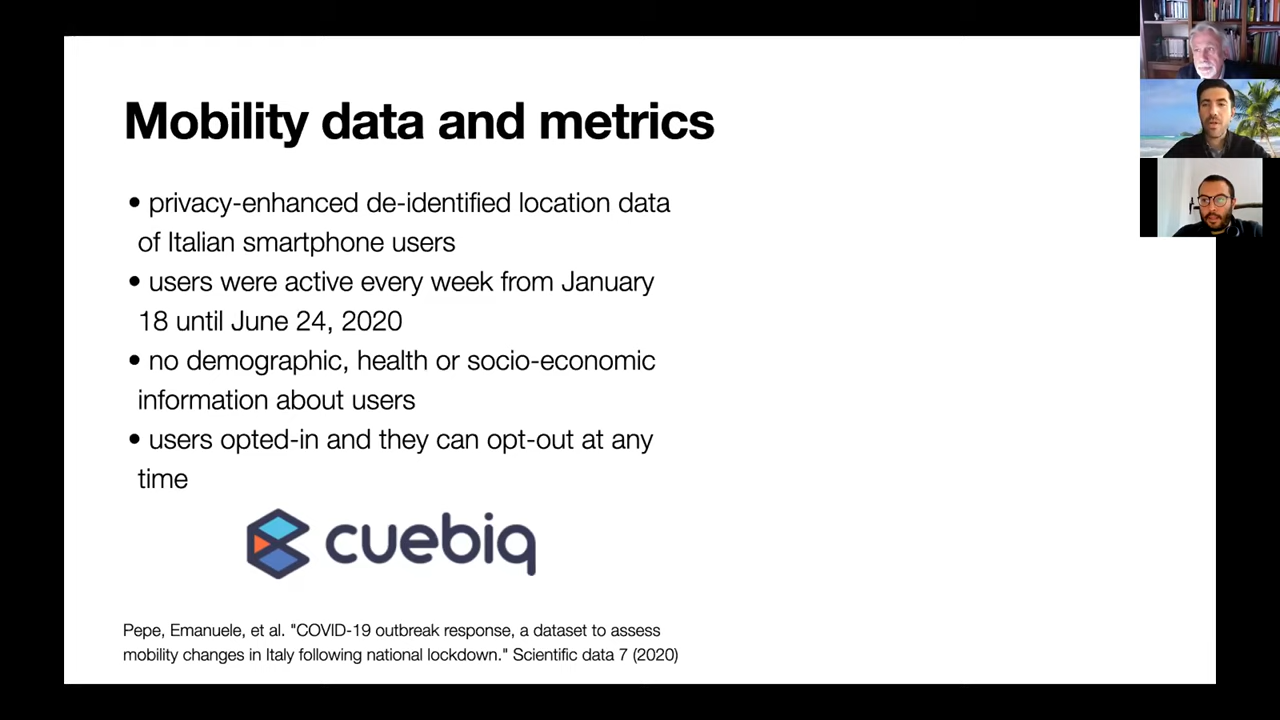 Mobility data and metrics
• privacy-enhanced de-identified location data
of Italian smartphone users
• users were active every week from January
18 until June 24, 2020
• no demographic, health or socio-economic
information about users
• users opted-in and they can opt-out at any
time
cuebiq
Pepe, Emanuele, et al. "COVID-19 outbreak response, a dataset to assess
mobility changes in Italy following national lockdown." Scientific data 7 (2020)